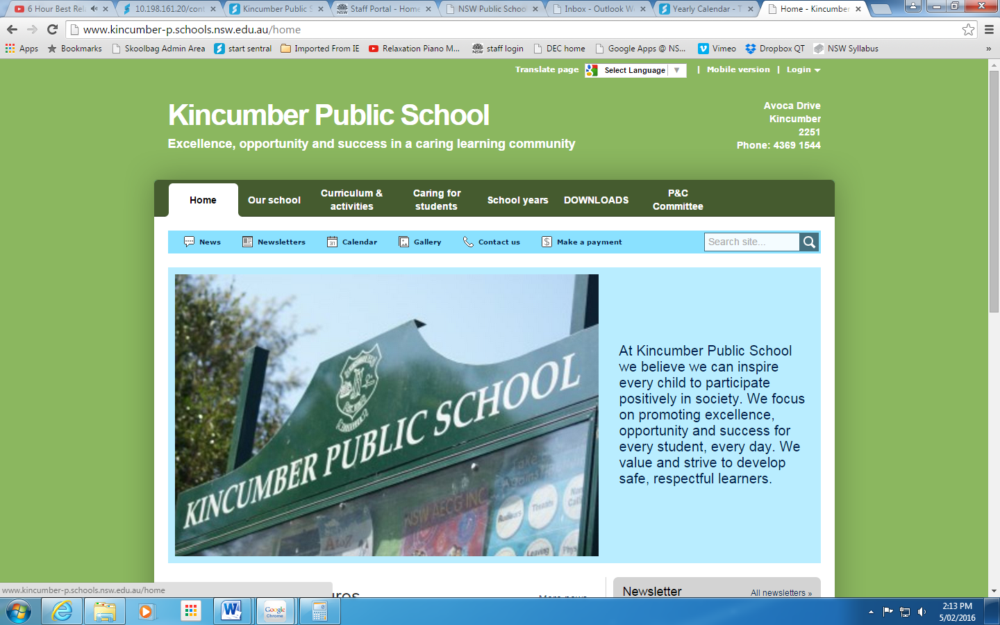 6 Hour Best Rel
10.198.161.20/cont
Kincumber Public S
Staff Portal - Home
NSW Public School
Inbox - Outlook W
Yearly Calendar - T
Home - Kincumber
www.kincumber-p.schools.nsw.edu.au/home
Apps
Bookmarks
Skoolbag Admin Area
start sentral
Imported From IE
Relaxation Piano M...
staff login
DEC home
Google Apps @ NS...
Vimeo
Dropbox QT
NSW Syllabus
»
Translate page Select Language ▼ | Mobile version | Login
Kincumber Public School
Excellence, opportunity and success in a caring learning community
Avoca Drive
Kincumber
2251
Phone: 4369 1544
Home
Our school
Curriculum &
activities
Caring for
students
School years
DOWNLOADS
P&C
Committee
News
Newsletters
31 Calendar
Gallery
Contact us
$ Make a payment
Search site...
KINCUMBER PUBLIC SCHOOL
NSW AECG INC
A to Z
Threats
Leaving
At Kincumber Public School
we believe we can inspire
every child to participate
positively in society. We focus
on promoting excellence,
opportunity and success for
every student, every day. We
value and strive to develop
safe, respectful learners.
More news
Newsletter
All newsletters »
www.kincumber-p.schools.nsw.edu.au/home
Google
Chrome
2:13 PM
5/02/2016